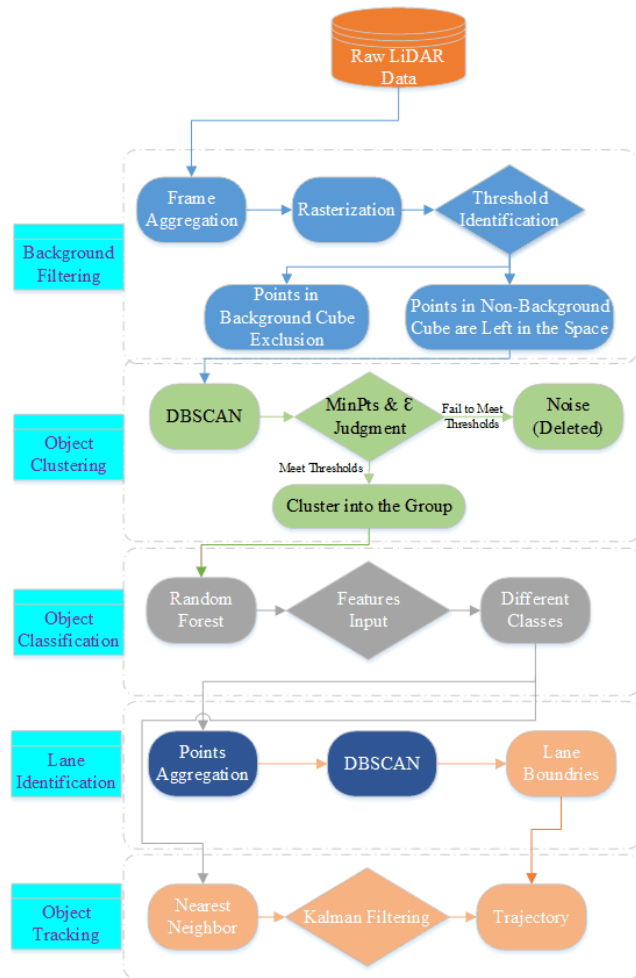 Raw LiDAR
Data
Frame
Aggregation
Rasterization
Threshold
Identification
Background
Filtering
Points in
Background Cube
Exclusion
Points in Non-Background
Cube are Left in the Space
DBSCAN
MinPts & ℰ
Judgment
Fail to Meet
Thresholds
Noise
(Deleted)
Object
Clustering
Meet Thresholds
Cluster into the Group
Object
Classification
Random
Forest
Features
Input
Different
Classes
Lane
Identification
Points
Aggregation
DBSCAN
Lane
Boundries
Object
Tracking
Nearest
Neighbor
Kalman Filtering
Trajectory